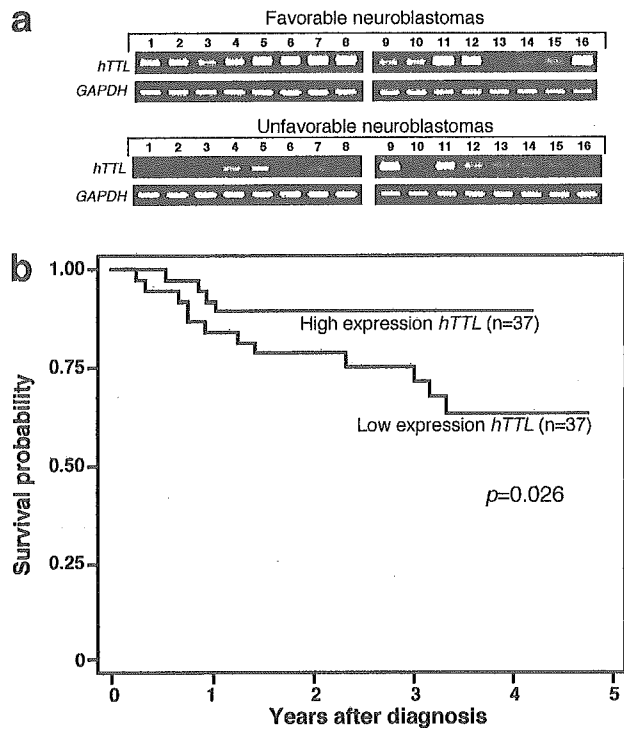 a
Favorable neuroblastomas
1 2 3 4 5 6 7 8 9 10 11 12 13 14 15 16
hTTL
GAPDH
Unfavorable neuroblastomas
1 2 3 4 5 6 7 8 9 10 11 12 13 14 15 16
hTTL
GAPDH
b
Survival probability
1.00
0.75
0.50
0.25
0
High expression hTTL (n=37)
Low expression hTTL (n=37)
p=0.026
0 1 2 3 4 5
Years after diagnosis